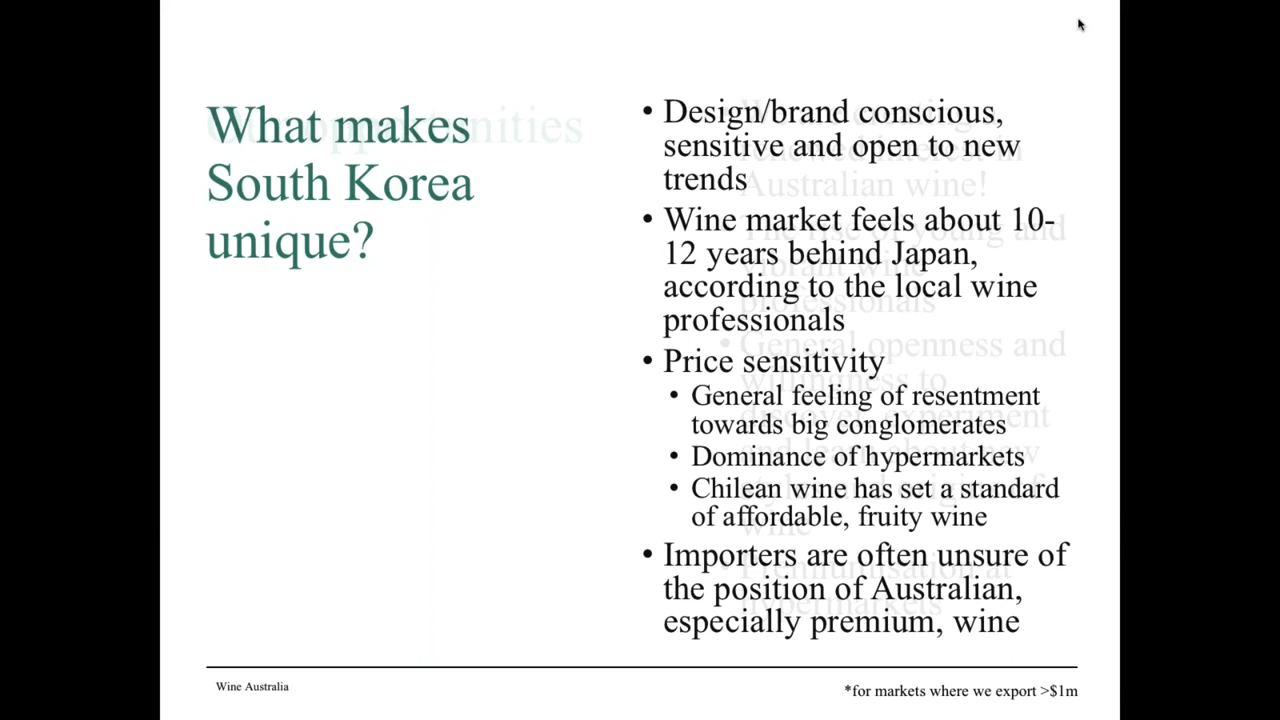 What makes
South Korea
unique?
• Design/brand conscious,
sensitive and open to new
trends
• Wine market feels about 10-
12 years behind Japan,
according to the local wine
professionals
• Price sensitivity
• General feeling of resentment
towards big conglomerates
• Dominance of hypermarkets
• Chilean wine has set a standard
of affordable, fruity wine
• Importers are often unsure of
the position of Australian,
especially premium, wine
Wine Australia
*for markets where we export >$1m